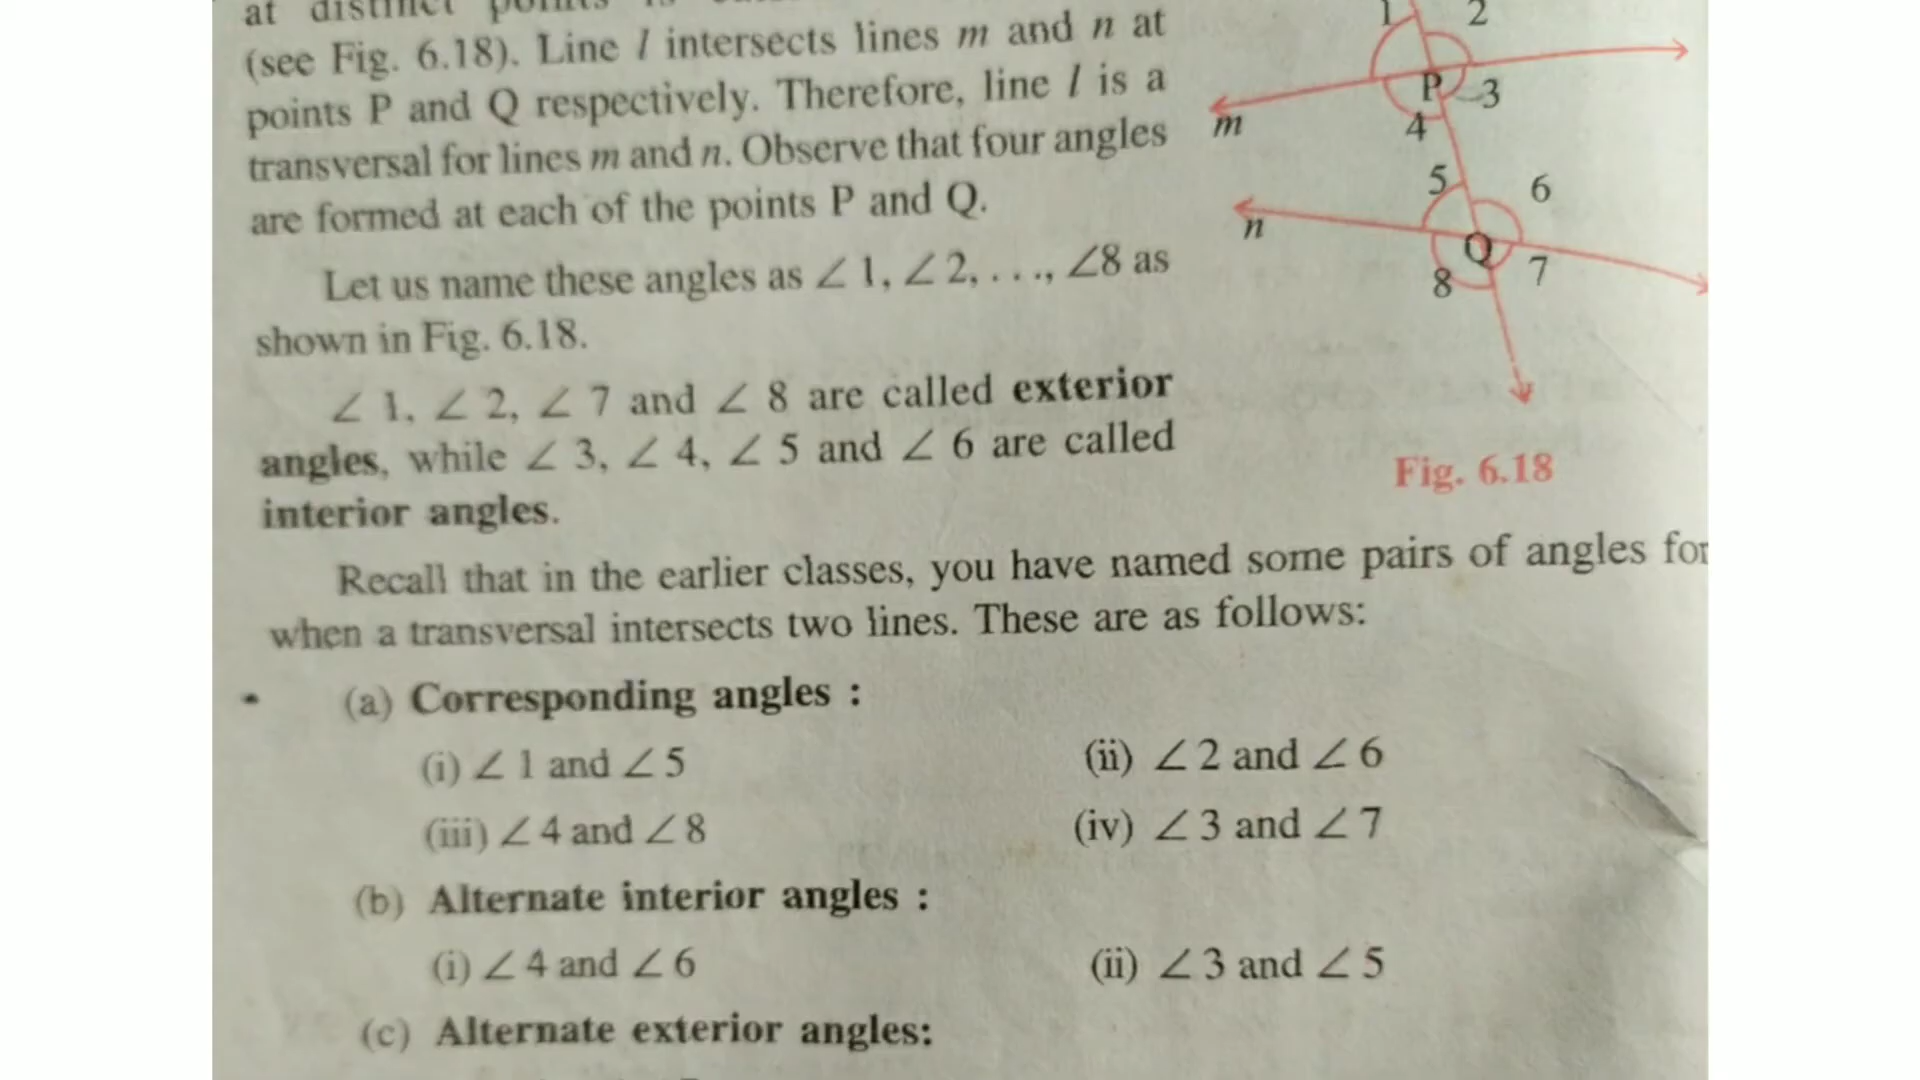 at distinct points is
(see Fig. 6.18). Line l intersects lines m and n at
points P and Q respectively. Therefore, line l is a
transversal for lines m and n. Observe that four angles
are formed at each of the points P and Q.
Let us name these angles as ∠ 1, ∠ 2, . . ., ∠8 as
shown in Fig. 6.18.
∠ 1, ∠ 2, ∠ 7 and ∠ 8 are called exterior
angles, while ∠ 3, ∠ 4, ∠ 5 and ∠ 6 are called
interior angles.
1 2
P 3
m 4
5 6
n
Q 7
8
Fig. 6.18
Recall that in the earlier classes, you have named some pairs of angles for
when a transversal intersects two lines. These are as follows:
(a) Corresponding angles :
(i) ∠ 1 and ∠ 5 (ii) ∠ 2 and ∠ 6
(iii) ∠ 4 and ∠ 8 (iv) ∠ 3 and ∠ 7
(b) Alternate interior angles :
(i) ∠ 4 and ∠ 6 (ii) ∠ 3 and ∠ 5
(c) Alternate exterior angles: